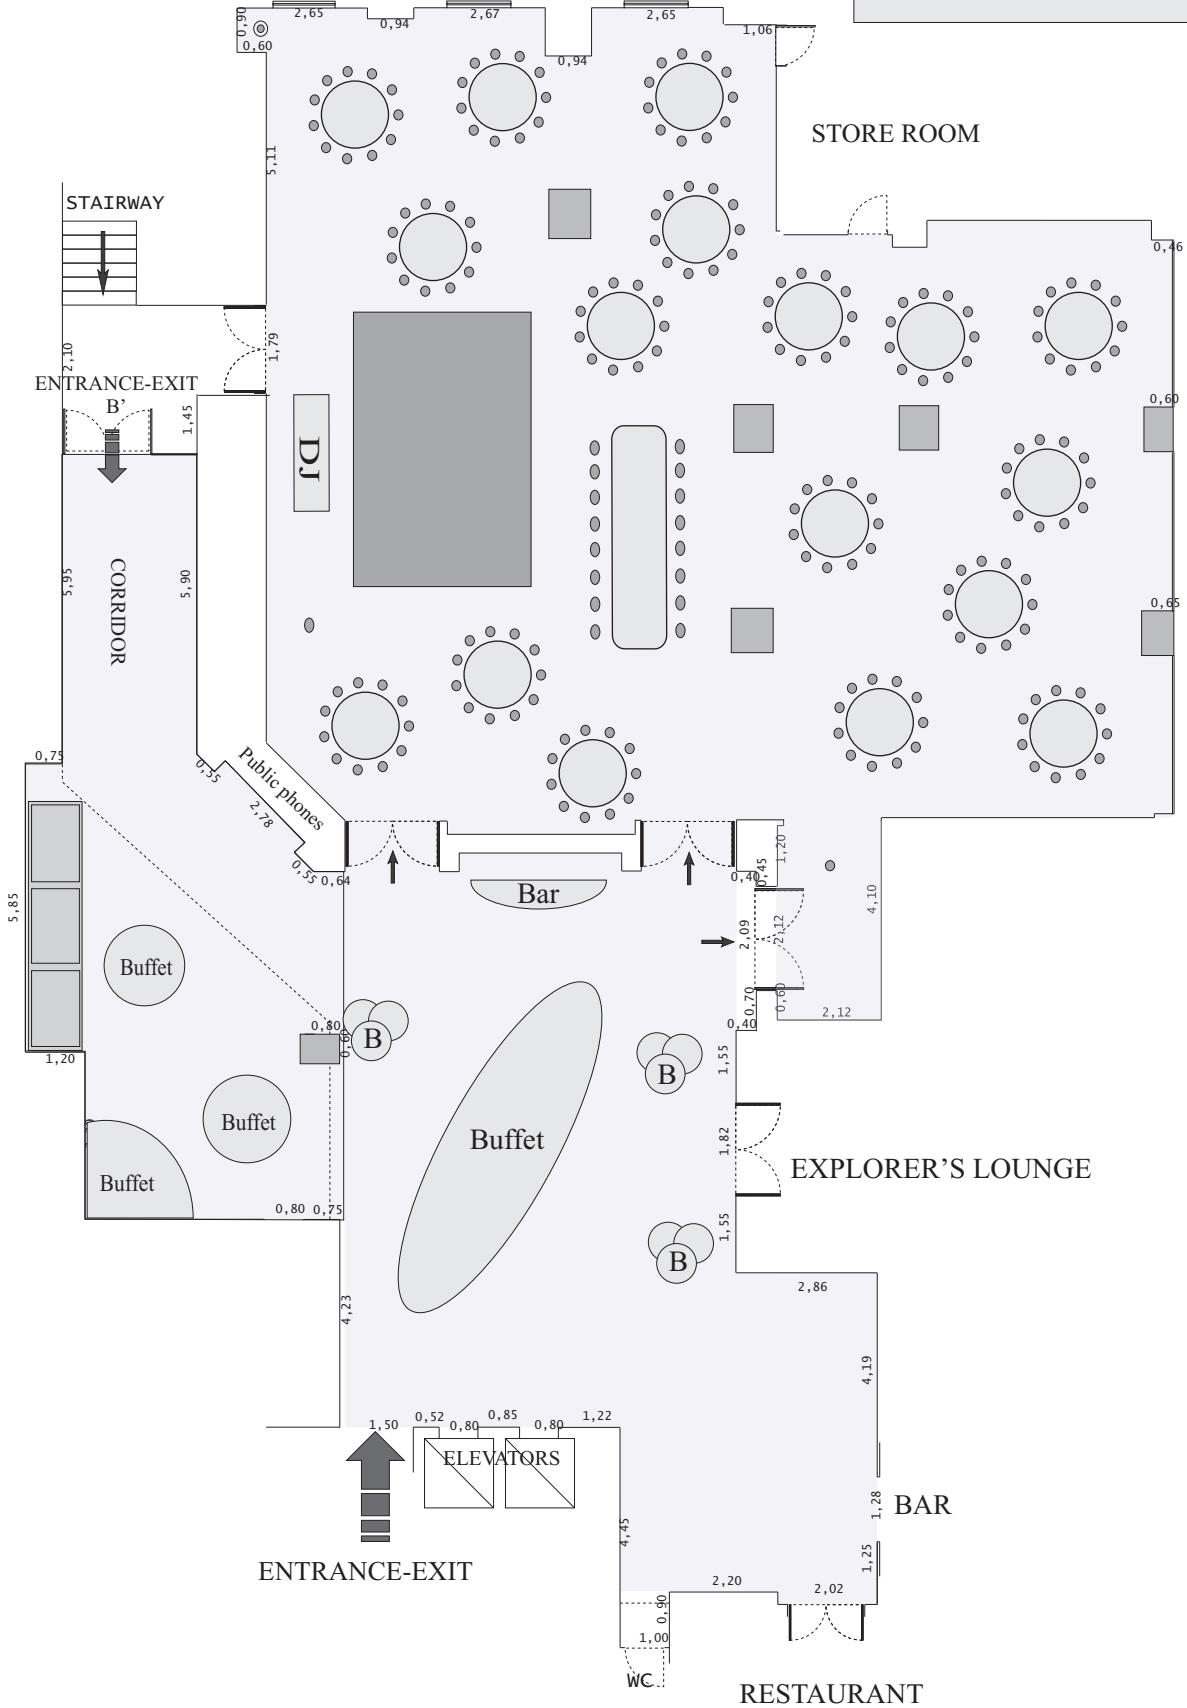 0,90
2,65
0,94
2,67
2,65
1,06
0,60
0,94
STORE ROOM
5,11
STAIRWAY
0,46
2,10
1,79
ENTRANCE-EXIT
B’
1,45
0,60
DJ
CORRIDOR
5,95
5,90
0,65
0,75
0,55
Public phones
2,78
0,55
0,64
1,20
0,40
0,45
Bar
5,85
4,10
2,09
2,12
Buffet
0,70
0,60
2,12
0,80
0,60
B
0,40
1,20
1,55
B
Buffet
Buffet
1,82
EXPLORER’S LOUNGE
Buffet
0,80
0,75
1,55
B
2,86
4,23
4,19
1,50
0,52
0,80
0,85
0,80
1,22
ELEVATORS
1,28
BAR
4,45
1,25
ENTRANCE-EXIT
2,20
2,02
0,90
1,00
WC
RESTAURANT